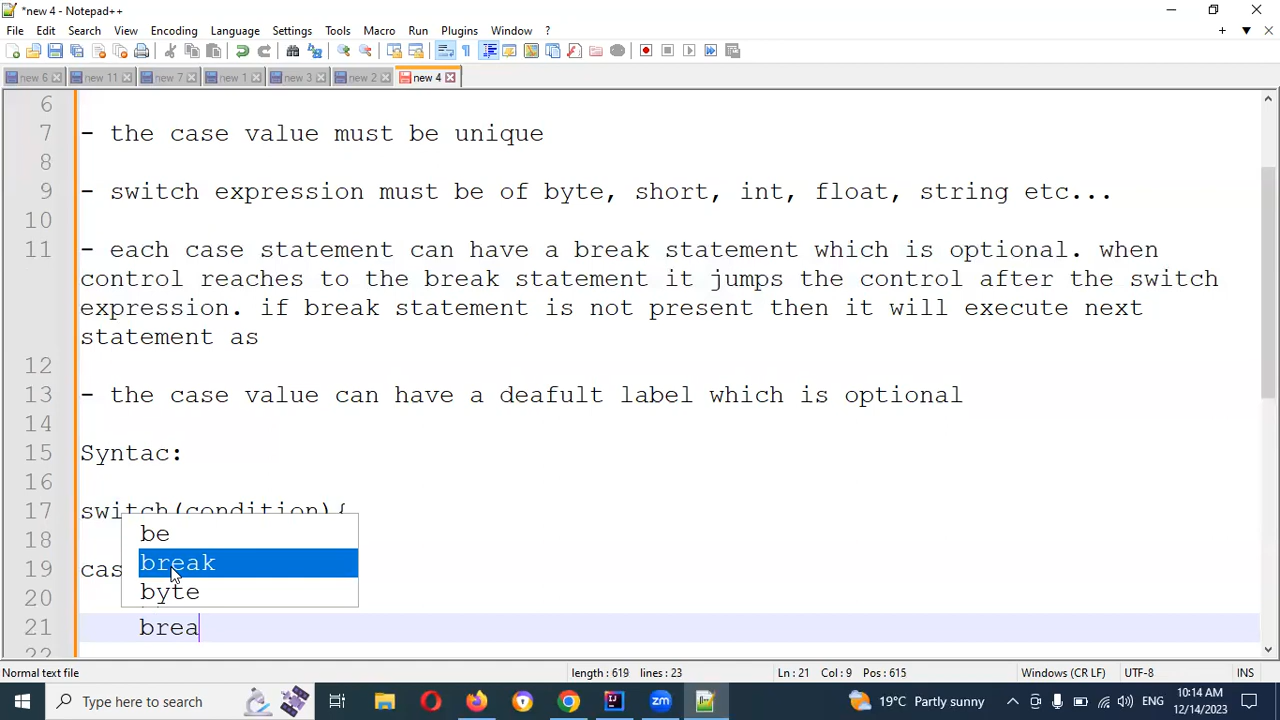 *new 4 - Notepad++
File Edit Search View Encoding Language Settings Tools Macro Run Plugins Window ?
new 6 new 11 new 7 new 1 new 3 new 2 new 4
6
7 - the case value must be unique
8
9 - switch expression must be of byte, short, int, float, string etc...
10
11 - each case statement can have a break statement which is optional. when
control reaches to the break statement it jumps the control after the switch
expression. if break statement is not present then it will execute next
statement as
12
13 - the case value can have a deafult label which is optional
14
15 Syntac:
16
17 switch(condition){
be
18
break
19 cas
byte
20
21 brea
22
Normal text file length : 619 lines : 23 Ln : 21 Col : 9 Pos : 615 Windows (CR LF) UTF-8 INS
Type here to search 19°C Partly sunny ENG 10:14 AM
12/14/2023